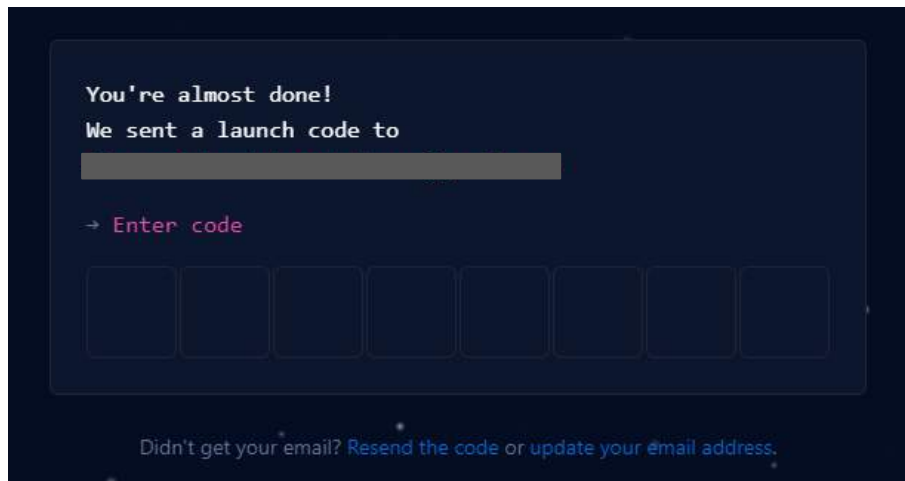 You're almost done!
We sent a launch code to
→ Enter code
Didn't get your email? Resend the code or update your email address.